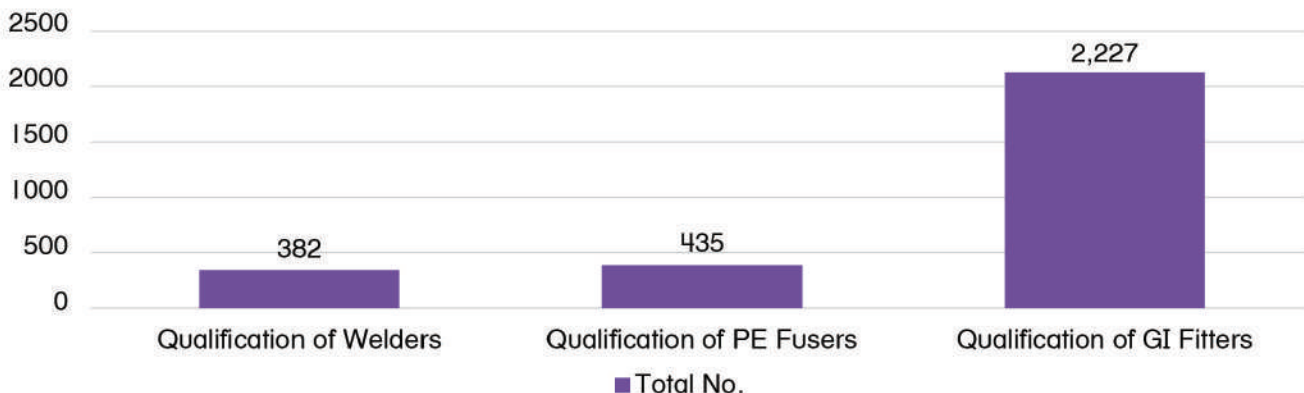 2500
2,227
2000
1500
1000
500
382
435
0
Qualification of Welders
Qualification of PE Fusers
Qualification of GI Fitters
Total No.